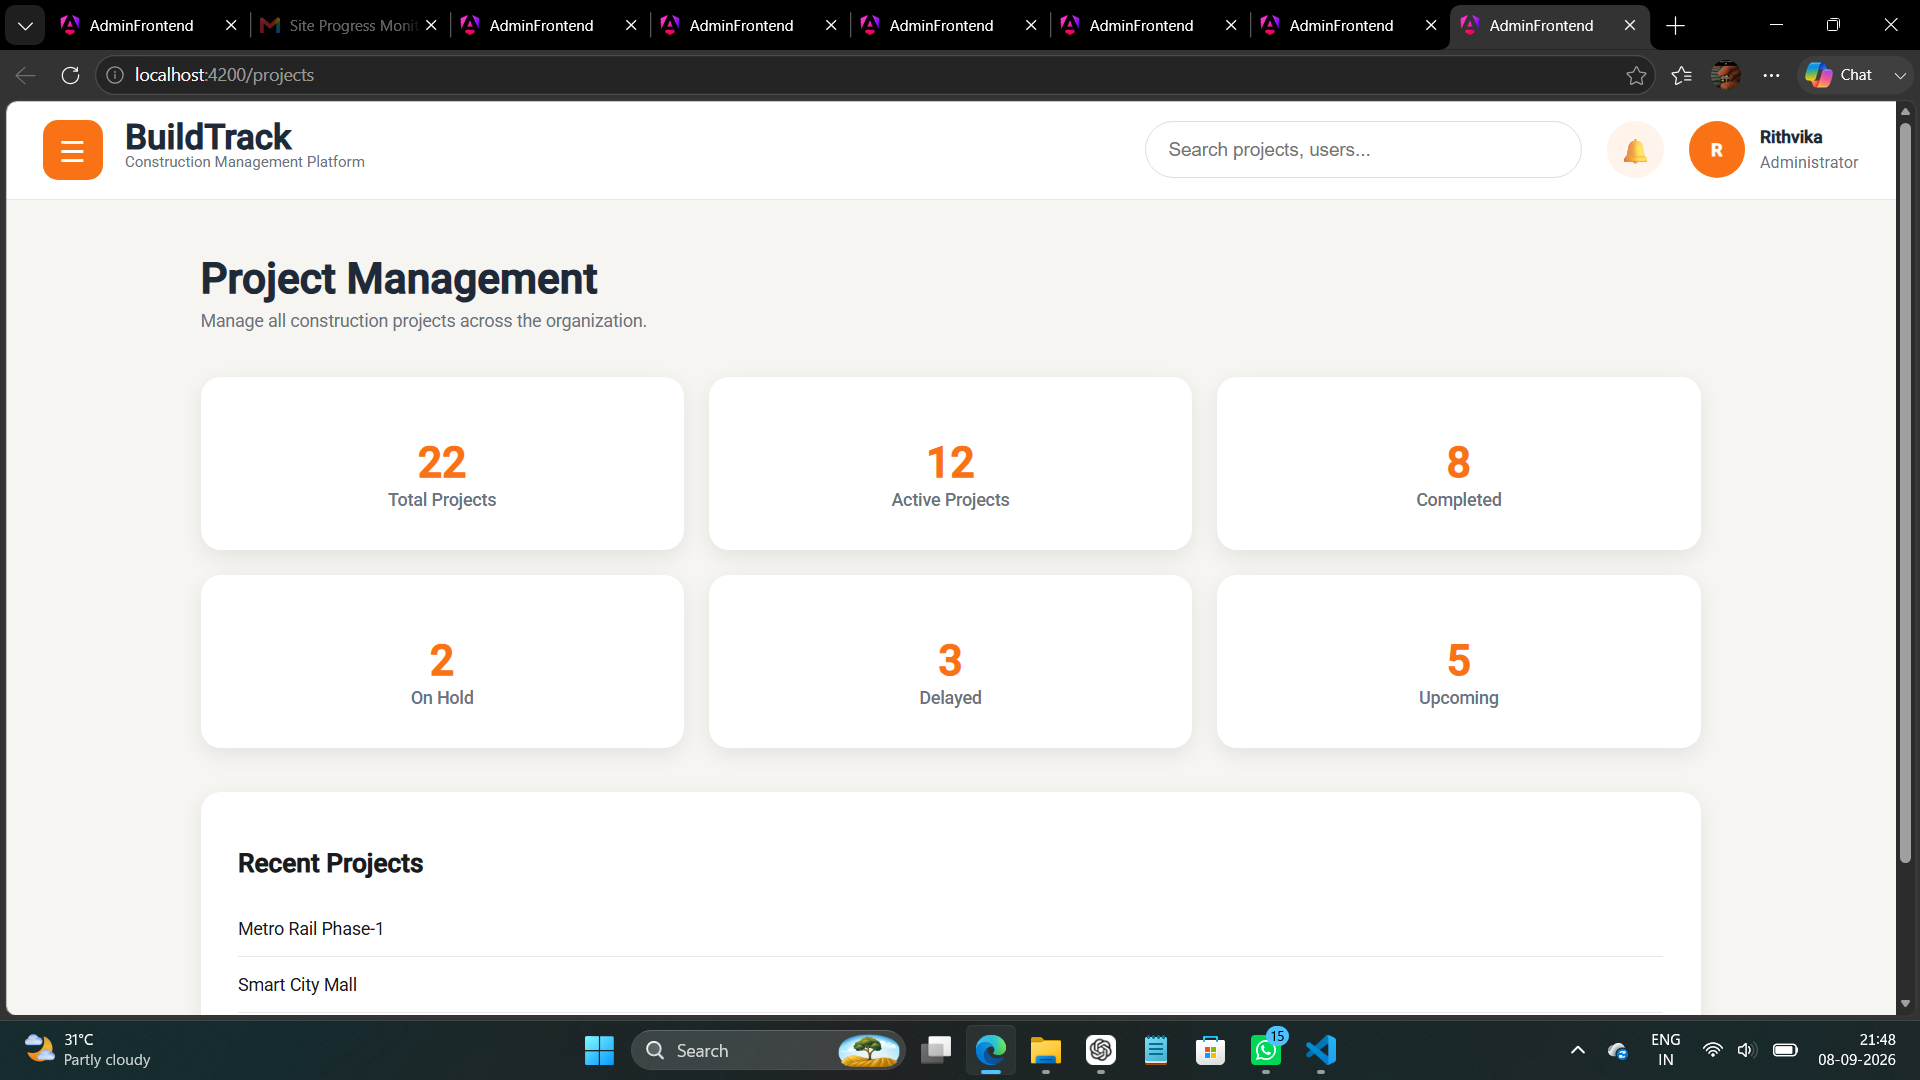 AdminFrontend
Site Progress Monit
AdminFrontend
AdminFrontend
AdminFrontend
AdminFrontend
AdminFrontend
AdminFrontend
localhost:4200/projects
Chat
BuildTrack
Construction Management Platform
Search projects, users...
R
Rithvika
Administrator
Project Management
Manage all construction projects across the organization.
22
Total Projects
12
Active Projects
8
Completed
2
On Hold
3
Delayed
5
Upcoming
Recent Projects
Metro Rail Phase-1
Smart City Mall
31°C
Partly cloudy
Search
15
ENG
IN
21:48
08-09-2026